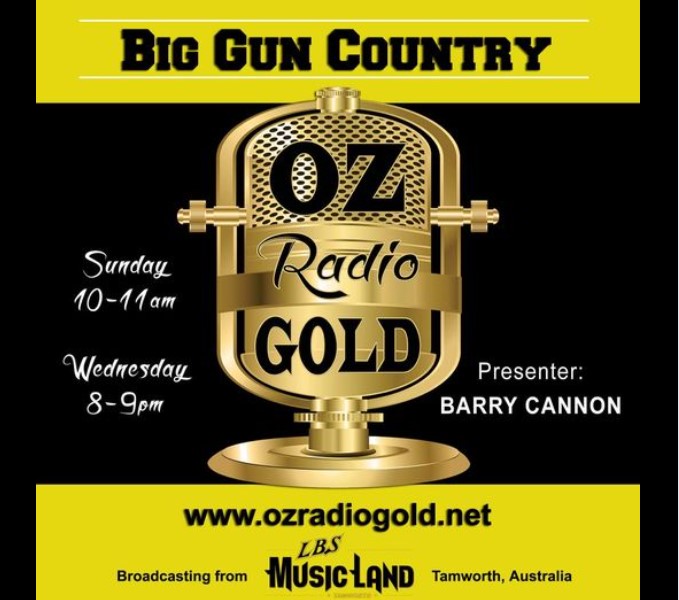 BIG GUN COUNTRY
OZ
Radio
GOLD
Sunday
10-11am
Wednesday
8-9pm
Presenter:
BARRY CANNON
www.ozradiogold.net
LBS
Broadcasting from MUSIC LAND Tamworth, Australia
TAMWORTH